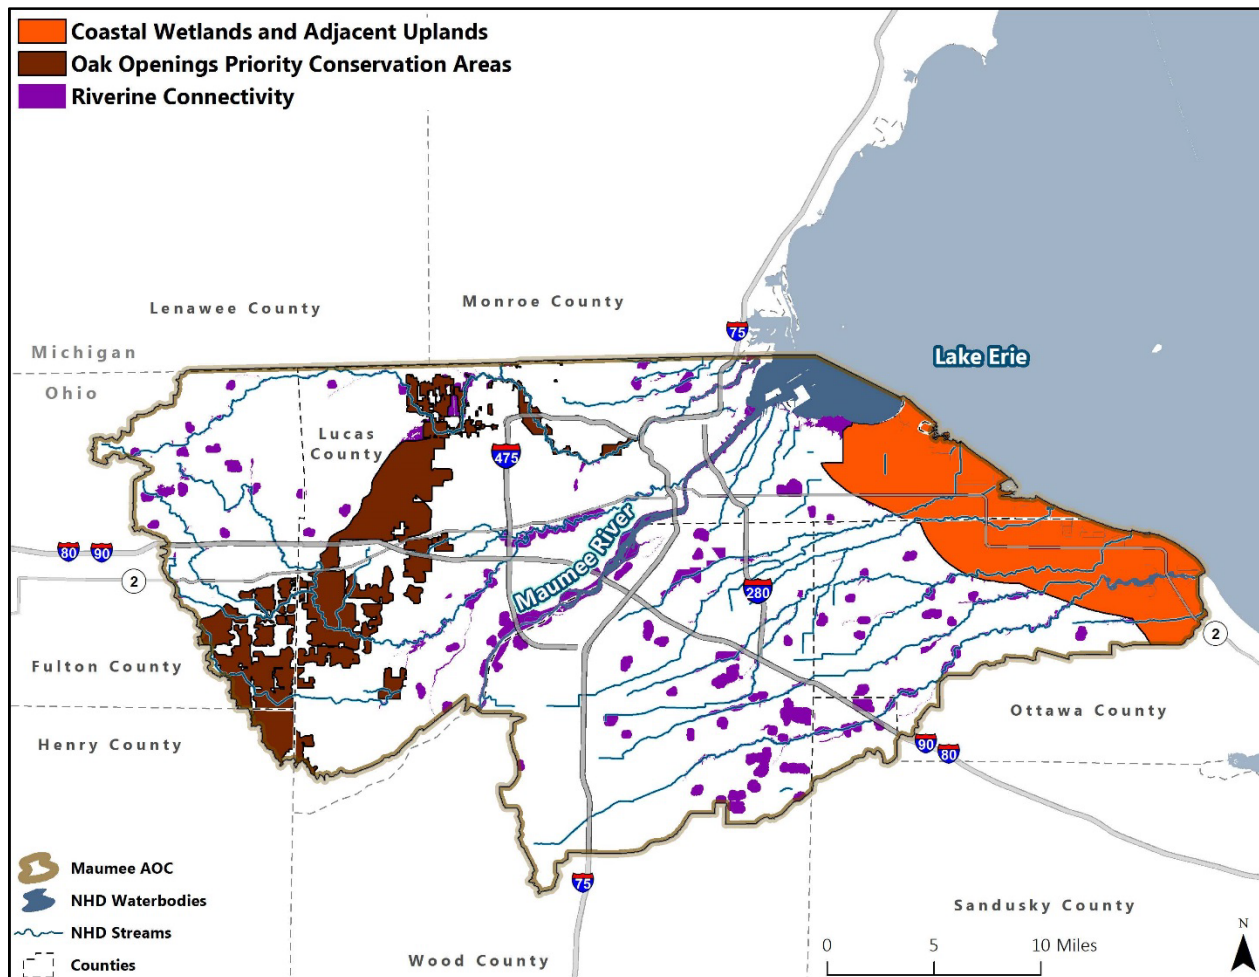 Coastal Wetlands and Adjacent Uplands
Oak Openings Priority Conservation Areas
Riverine Connectivity
Lenawee County
Monroe County
75
Michigan
Lake Erie
Ohio
Lucas
County
475
Maumee River
80 90
2
280
2
Fulton County
Ottawa County
Henry County
90
80
Maumee AOC
75
NHD Waterbodies
Sandusky County
N
NHD Streams
0 5 10 Miles
Counties
Wood County